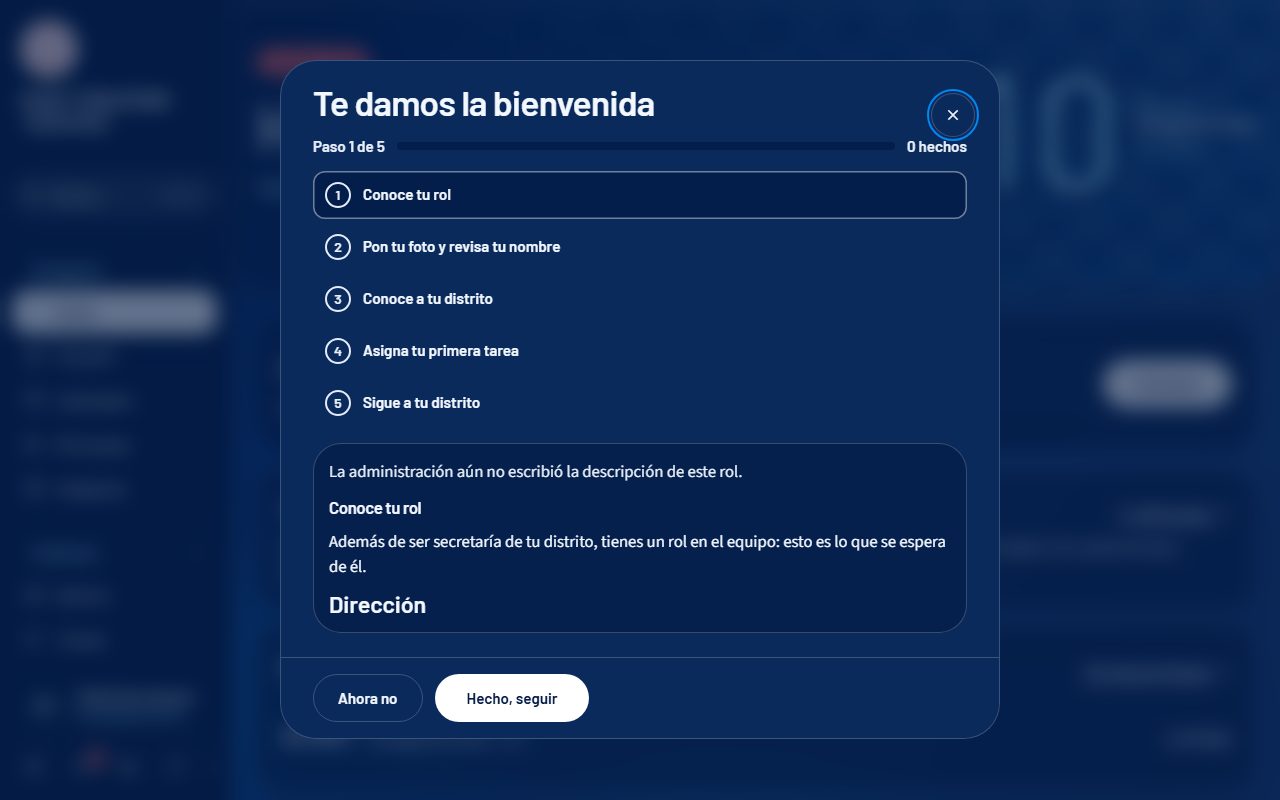 Te damos la bienvenida
Paso 1 de 5
0 hechos
1 Conoce tu rol
2 Pon tu foto y revisa tu nombre
3 Conoce a tu distrito
4 Asigna tu primera tarea
5 Sigue a tu distrito
La administración aún no escribió la descripción de este rol.
Conoce tu rol
Además de ser secretaría de tu distrito, tienes un rol en el equipo: esto es lo que se espera
de él.
Dirección
Ahora no
Hecho, seguir